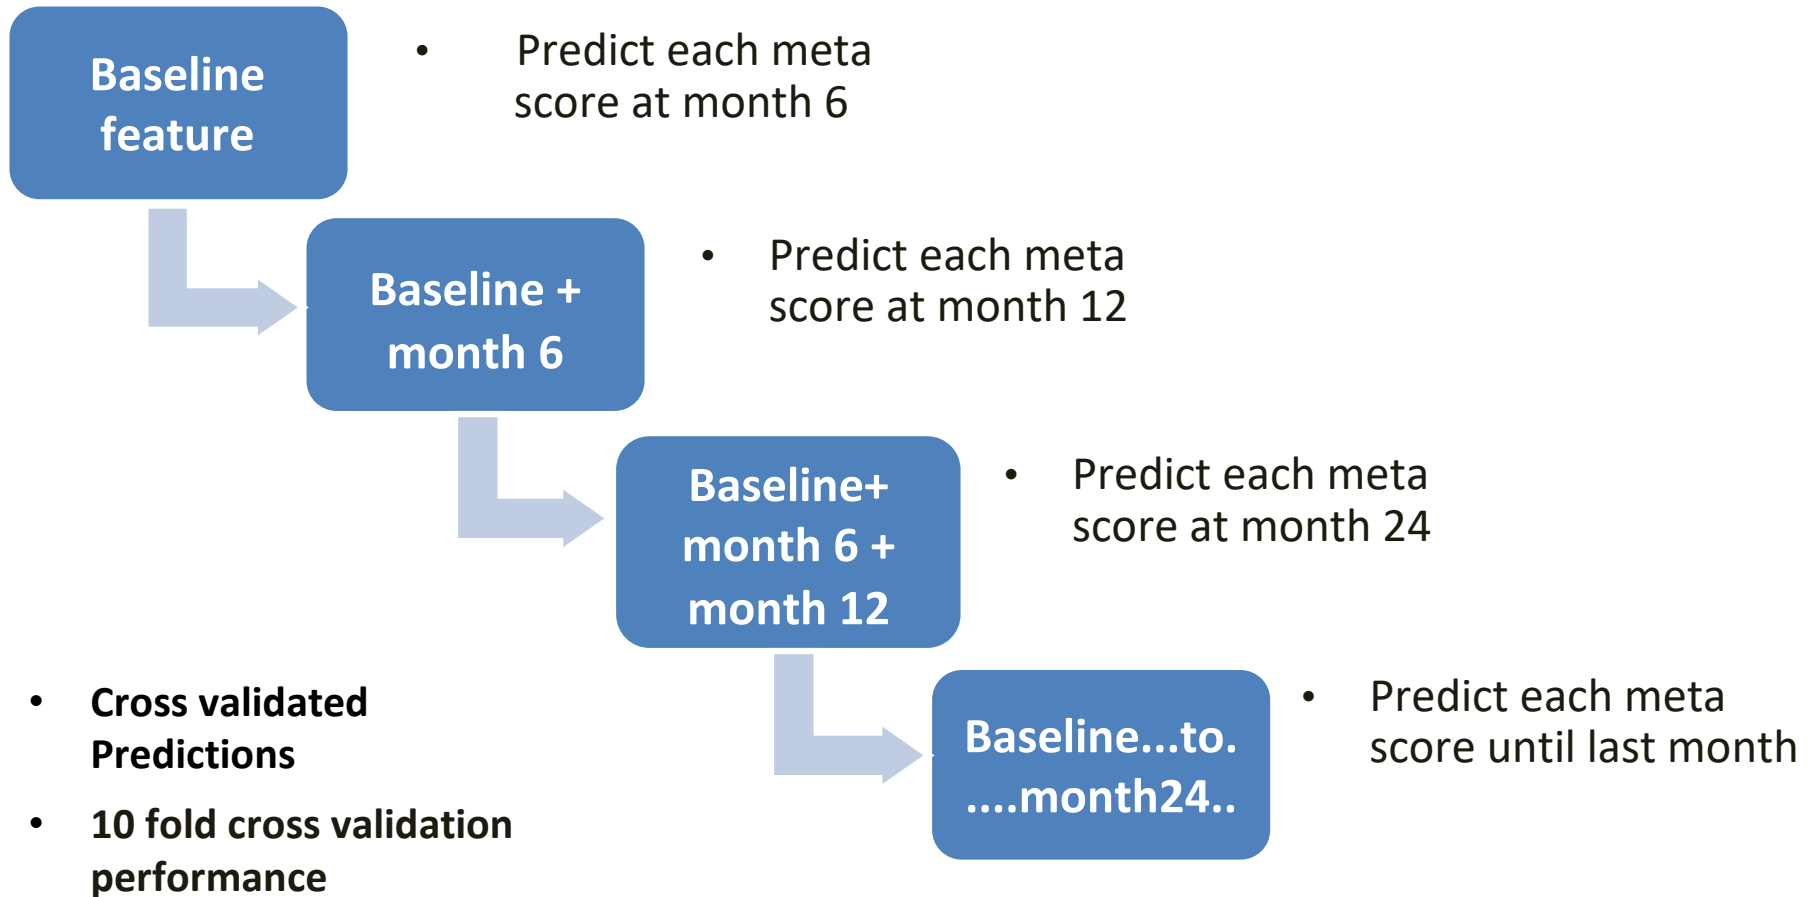 Baseline
feature
• Predict each meta
score at month 6
Baseline +
month 6
• Predict each meta
score at month 12
Baseline+
month 6 +
month 12
• Predict each meta
score at month 24
Baseline...to.
....month24..
• Predict each meta
score until last month
• Cross validated
Predictions
• 10 fold cross validation
performance